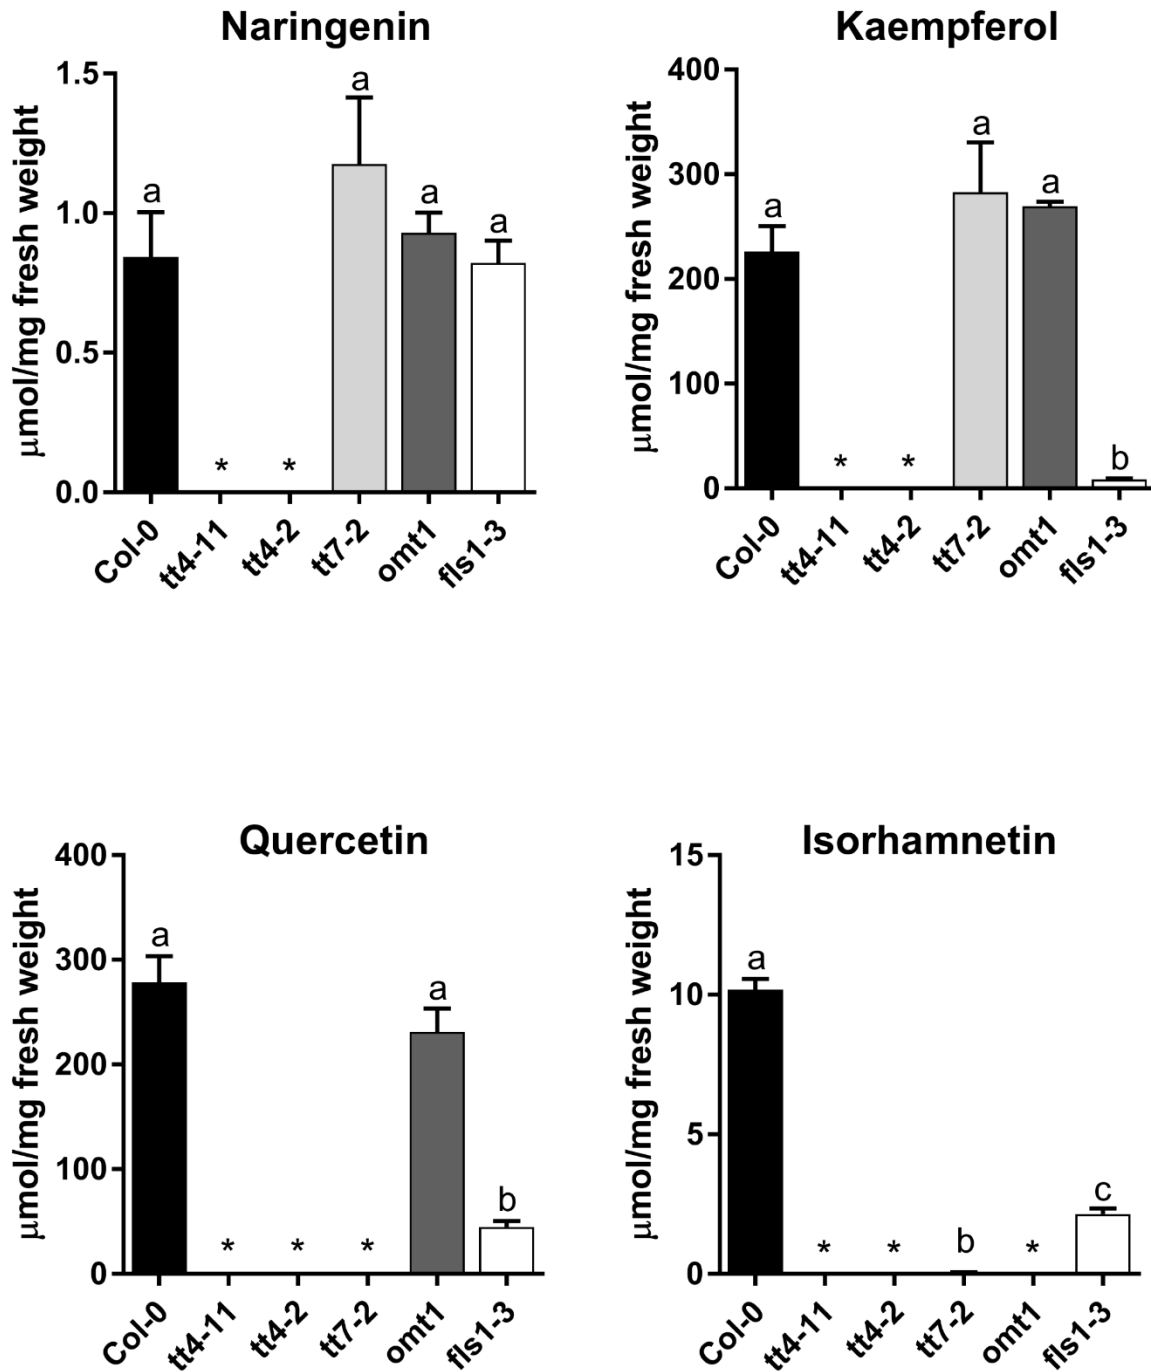 Naringenin
μmol/mg fresh weight
1.5
1.0
0.5
0.0
a
*
*
a
a
a
Col-0
tt4-11
tt4-2
tt7-2
omt1
fls1-3
Kaempferol
μmol/mg fresh weight
400
300
200
100
0
a
*
*
a
a
b
Col-0
tt4-11
tt4-2
tt7-2
omt1
fls1-3
Quercetin
μmol/mg fresh weight
400
300
200
100
0
a
*
*
*
a
b
Col-0
tt4-11
tt4-2
tt7-2
omt1
fls1-3
Isorhamnetin
μmol/mg fresh weight
15
10
5
0
a
*
*
b
*
c
Col-0
tt4-11
tt4-2
tt7-2
omt1
fls1-3